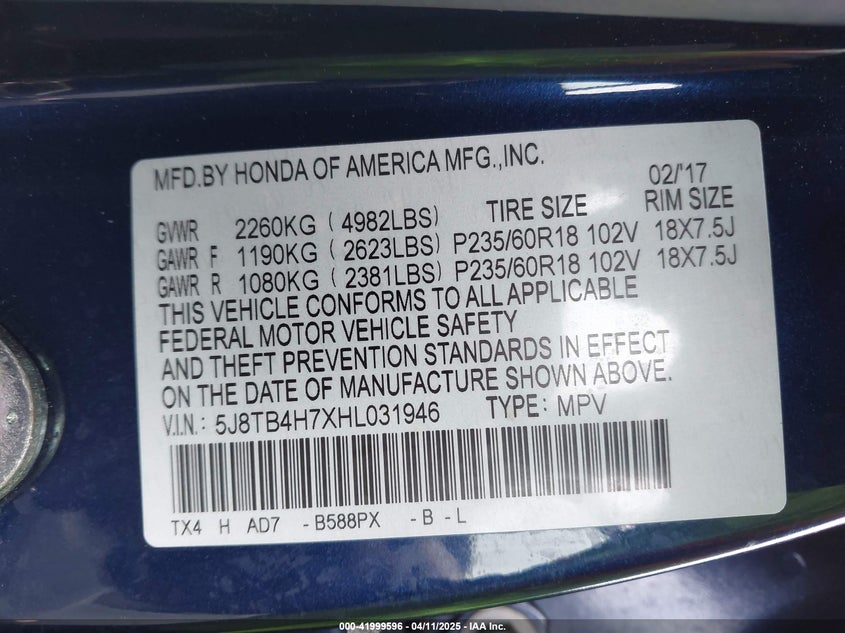 MFD.BY HONDA OF AMERICA MFG.,INC.
02/'17
TIRE SIZE RIM SIZE
GVWR 2260KG ( 4982LBS)
GAWR F 1190KG ( 2623LBS) P235/60R18 102V 18X7.5J
GAWR R 1080KG ( 2381LBS) P235/60R18 102V 18X7.5J
THIS VEHICLE CONFORMS TO ALL APPLICABLE
FEDERAL MOTOR VEHICLE SAFETY
AND THEFT PREVENTION STANDARDS IN EFFECT
ON THE DATE OF MANUFACTURE SHOWN ABOVE.
V.I.N.: 5J8TB4H7XHL031946 TYPE: MPV
TX4 H AD7 -B588PX -B -L
000-41999596 - 04/11/2025 - IAA Inc.